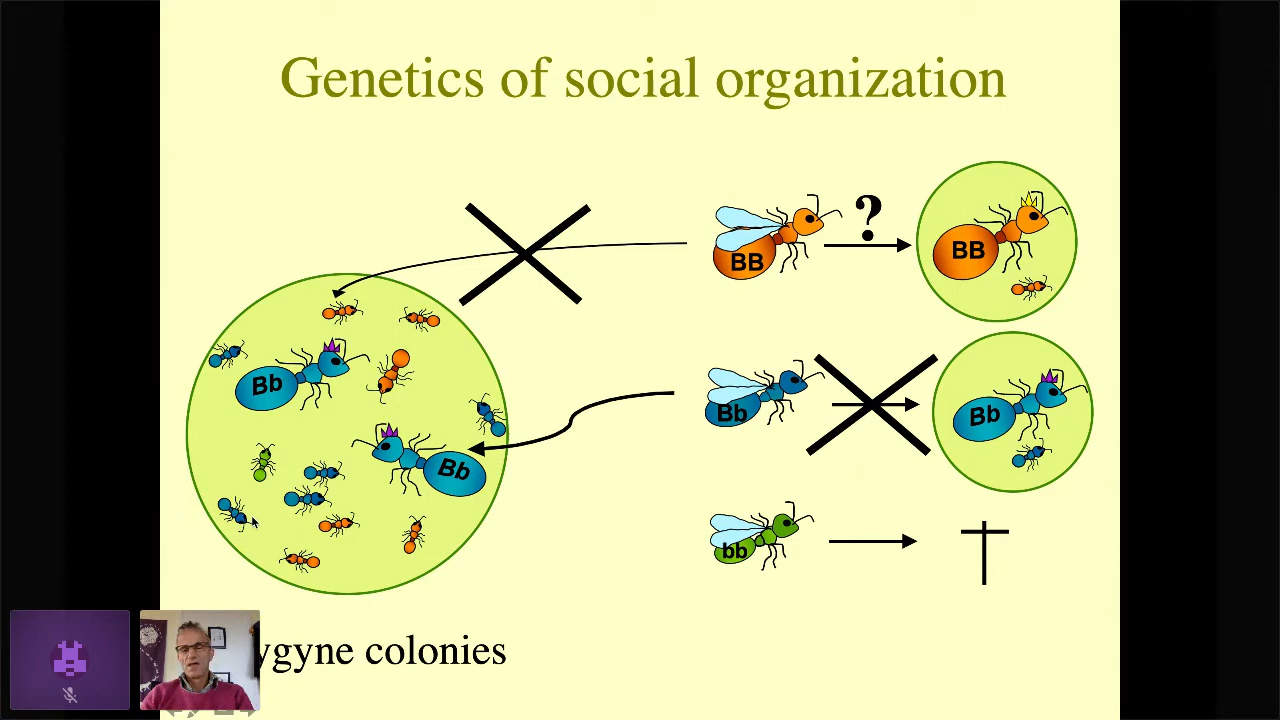 Genetics of social organization
?
BB
BB
Bb
Bb
Bb
Bb
bb
ygyne colonies